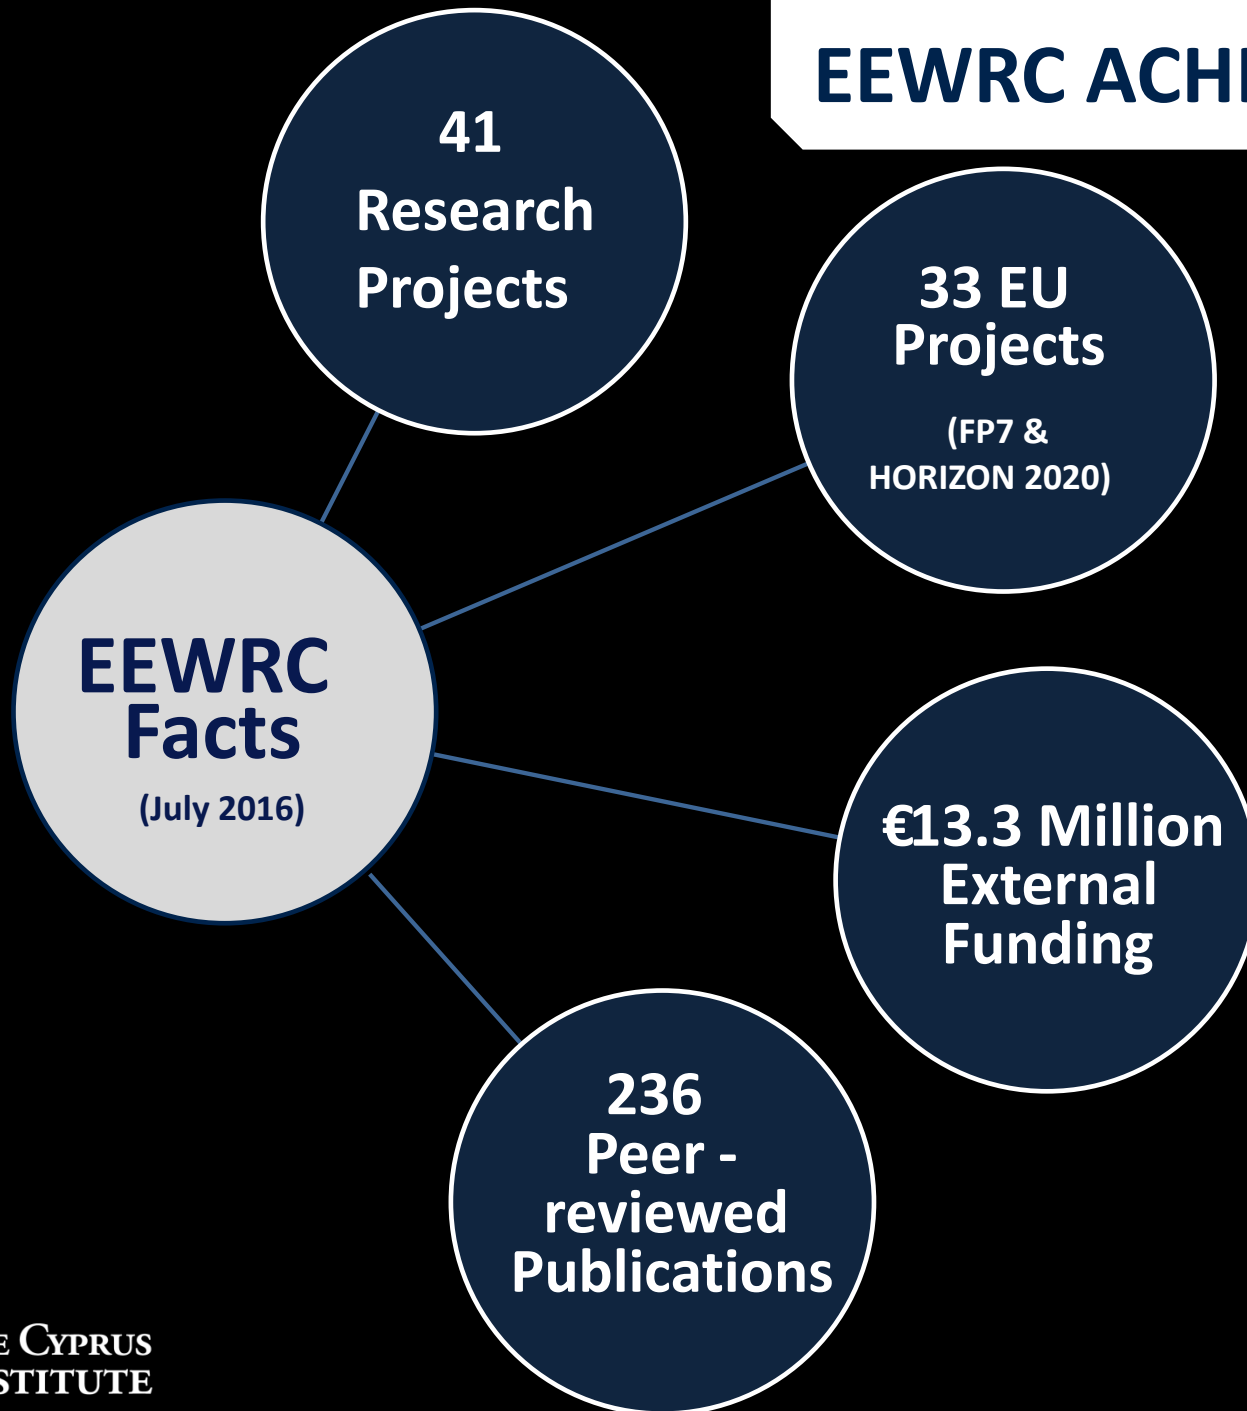 EEWRC ACHI
41
Research
Projects
33 EU
Projects
(FP7 &
HORIZON 2020)
EEWRC
Facts
(July 2016)
€13.3 Million
External
Funding
236
Peer -
reviewed
Publications
E CYPRUS
STITUTE